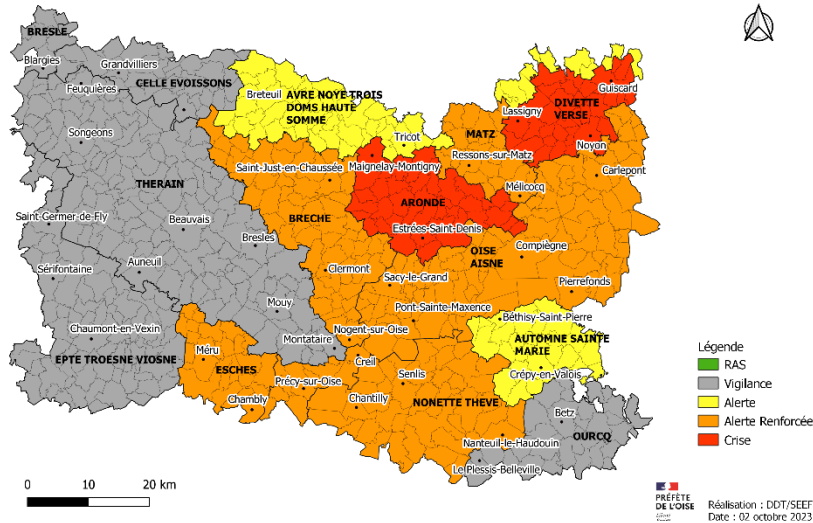 BRESLE
Blargies
Grandvilliers
Feuquières
CELLE EVOISSONS
Breteuil
AVRE NOYE TROIS
DOMS HAUTE
SOMME
Guiscard
Lassigny
DIVETTE
VERSE
Songeons
Tricot
MATZ
Noyon
Saint-Just-en-Chaussée
Maignelay-Montigny
Ressons-sur-Matz
Carlepont
THERAIN
Mélicocq
ARONDE
BRECHE
Saint-Germer-de-Fly
Beauvais
Estrées-Saint-Denis
Bresles
OISE
AISNE
Compiègne
Sérifontaine
Auneuil
Clermont
Sacy-le-Grand
Pierrefonds
Mouy
Pont-Sainte-Maxence
Béthisy-Saint-Pierre
Chaumont-en-Vexin
Nogent-sur-Oise
AUTOMNE SAINTE
MARIE
Montataire
EPTE TROESNE VIOSNE
Méru
Creil
ESCHES
Crépy-en-Valois
Précy-sur-Oise
Senlis
Chambly
Chantilly
NONETTE THEVE
Betz
OURCQ
Nanteuil-le-Haudouin
Le Plessis-Belleville
Légende
RAS
Vigilance
Alerte
Alerte Renforcée
Crise
0 10 20 km
PRÉFÈTE
DE L'OISE
Réalisation : DDT/SEEF
Date : 02 octobre 2023